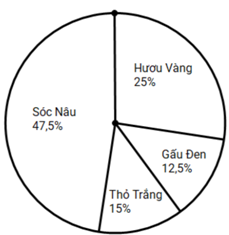 Hươu Vàng
25%
Sóc Nâu
47,5%
Gấu Đen
12,5%
Thỏ Trắng
15%